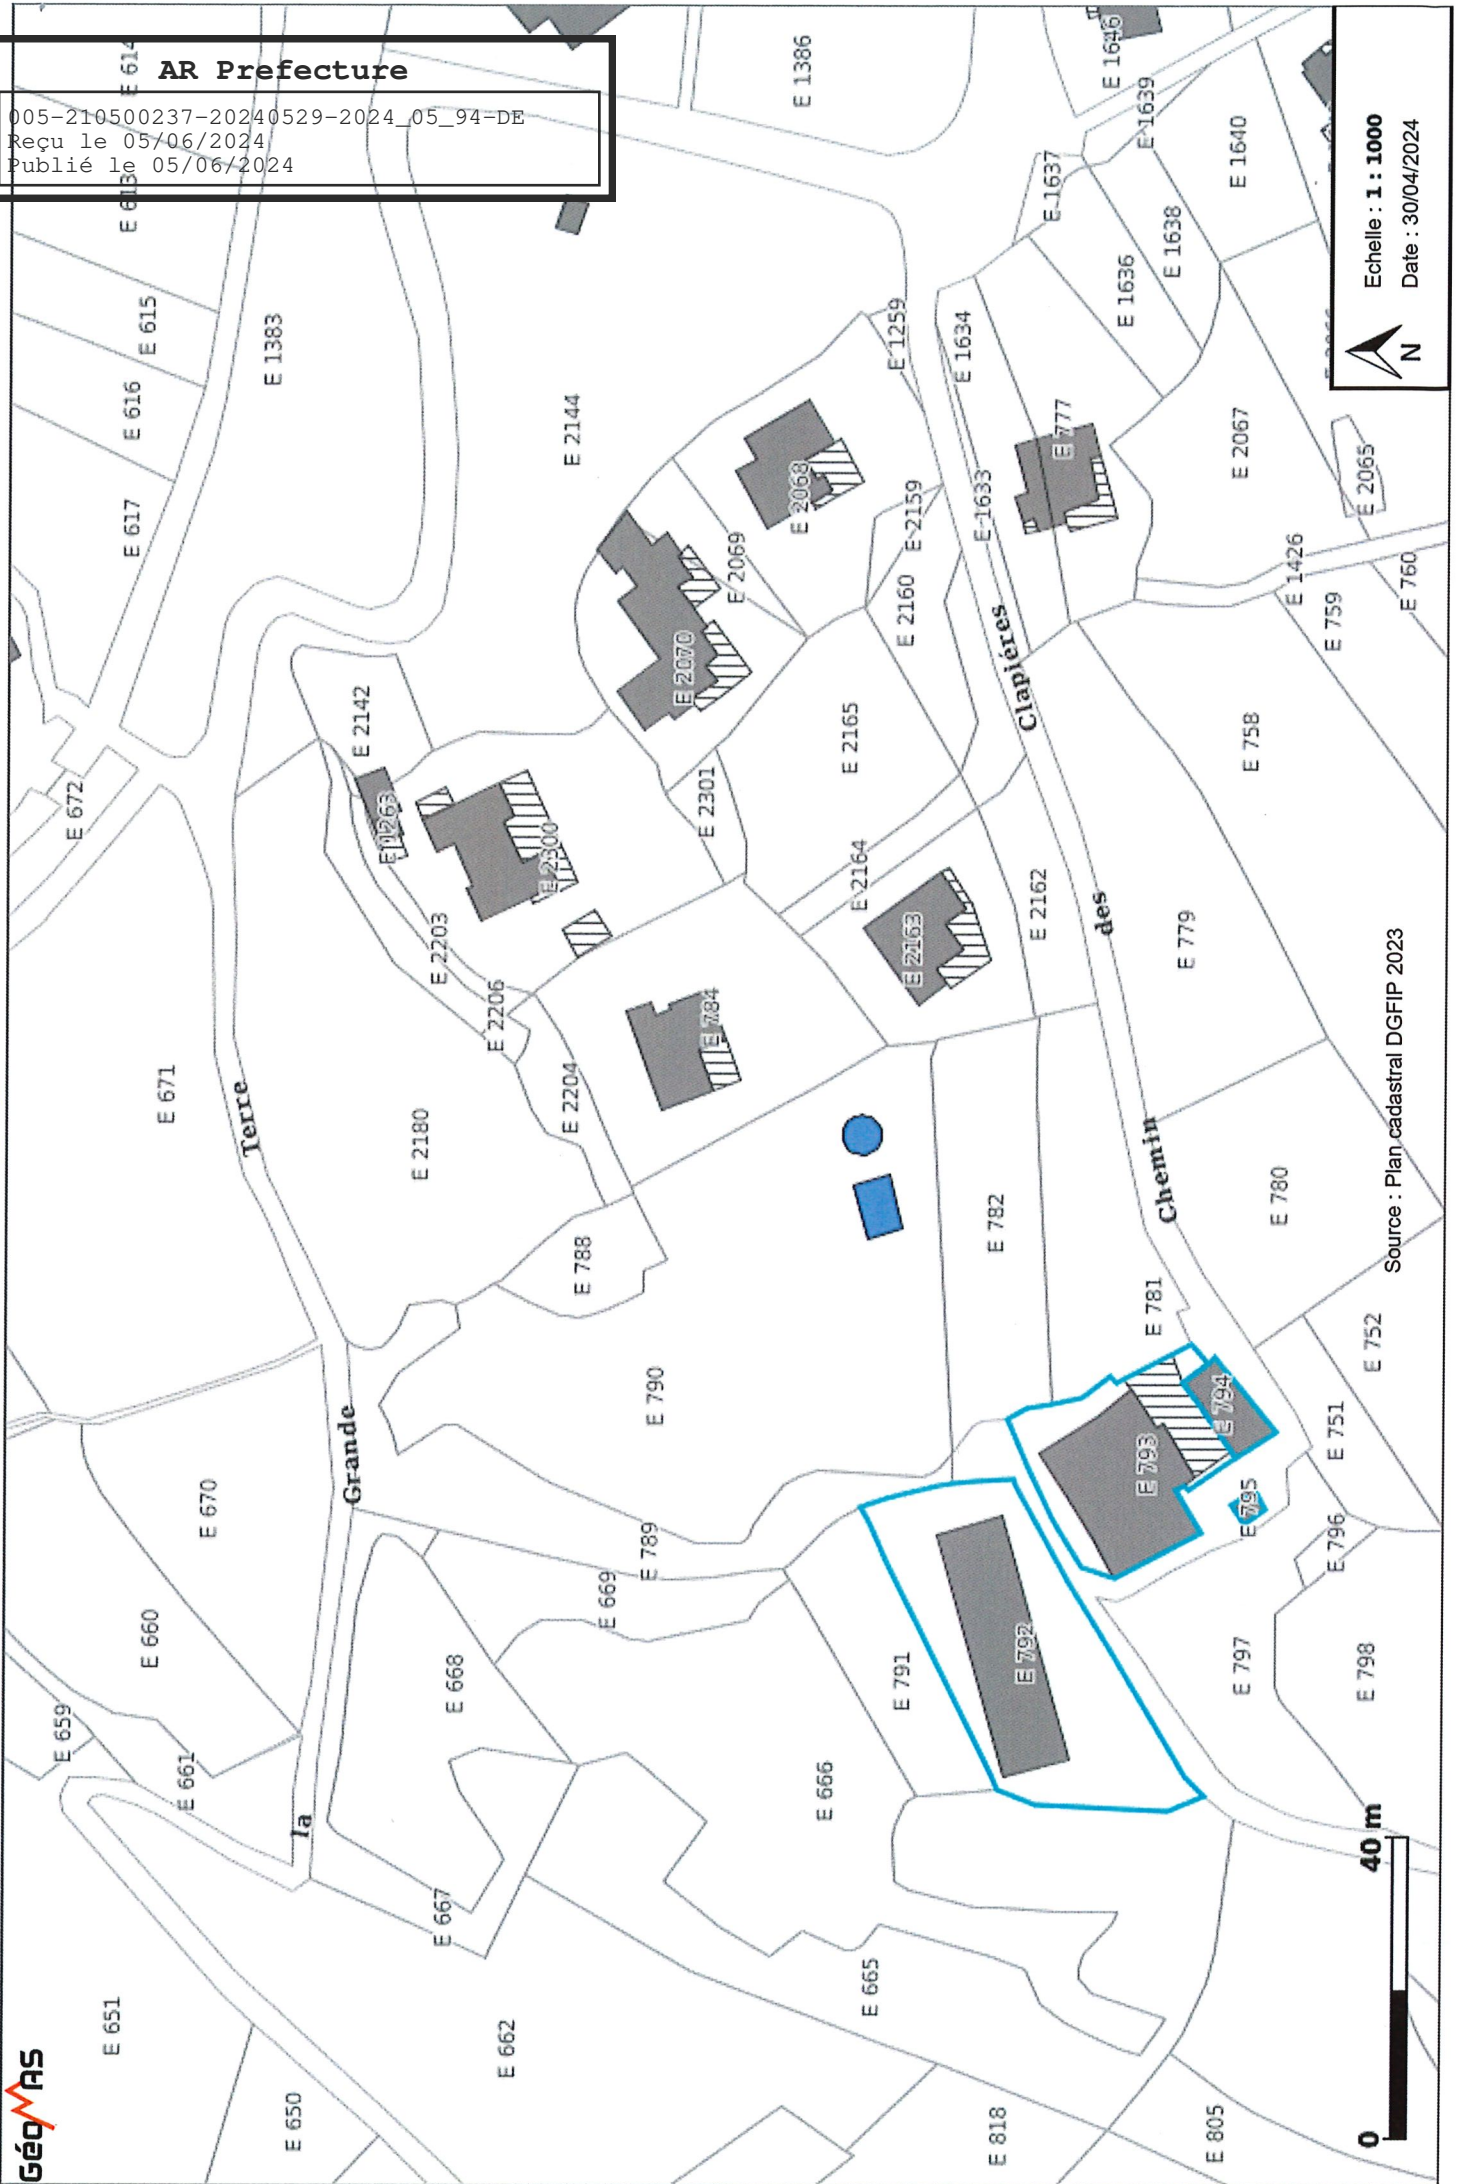 AR Prefecture
005-210500237-20240529-2024_05_94-DE
Reçu le 05/06/2024
Publié le 05/06/2024
GéoMAS
E 651
E 650
E 659
E 661
E 660
E 670
E 671
E 672
E 617
E 616
E 615
E 613
E 614
E 1383
E 1386
E 1646
E 1639
E 1640
E 1637
E 1638
E 1636
E 1634
E 1633
E 777
E 2067
E 2065
E 1426
E 759
E 760
E 758
E 779
E 780
E 781
E 782
E 752
E 751
E 796
E 795
E 794
E 793
E 797
E 798
E 792
E 791
E 790
E 789
E 788
E 669
E 668
E 667
E 666
E 665
E 662
E 818
E 805
E 2180
E 2204
E 2206
E 2203
E 1263
E 2142
E 2300
E 2301
E 784
E 2144
E 2070
E 2069
E 2068
E 1259
E 2159
E 2160
E 2165
E 2164
E 2163
E 2162
la Grande Terre
Chemin des Clapiéres
0 40 m
Source : Plan cadastral DGFIP 2023
N
Echelle : 1 : 1000
Date : 30/04/2024